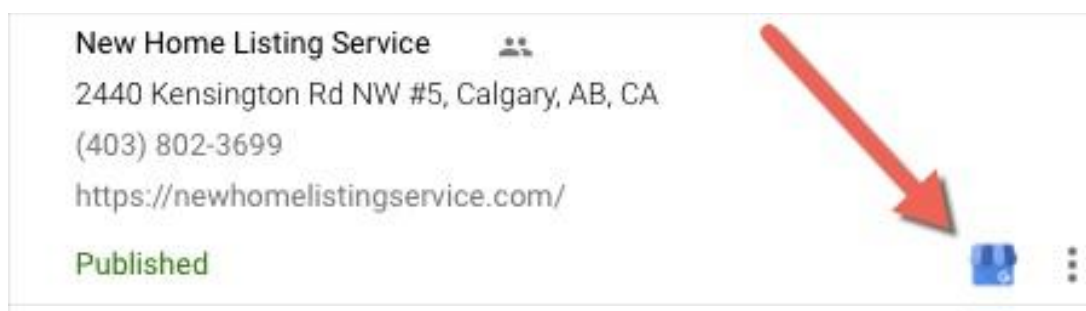 New Home Listing Service
2440 Kensington Rd NW #5, Calgary, AB, CA
(403) 802-3699
https://newhomelistingservice.com/
Published